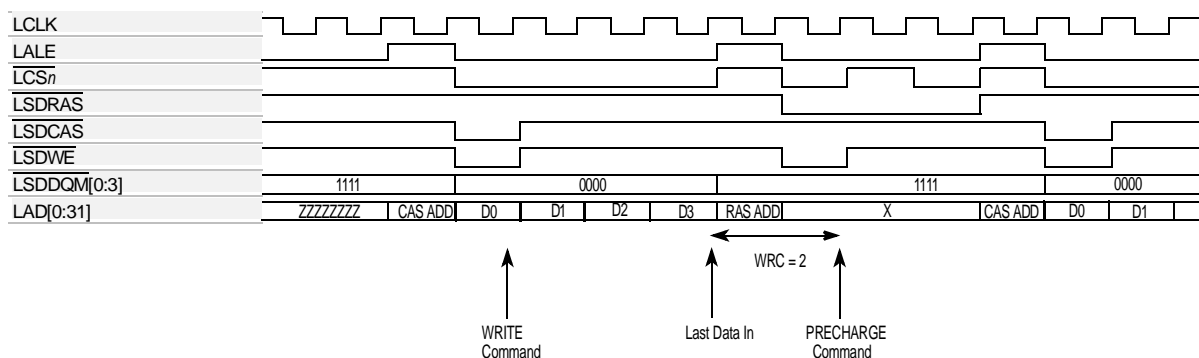 LCLK
LALE
LCSn
LSDRAS
LSDCAS
LSDWE
LSDDQM[0:3] 1111 0000 1111 0000
LAD[0:31] ZZZZZZZZ CAS ADD D0 D1 D2 D3 RAS ADD X CAS ADD D0 D1
WRC = 2
WRITE Command
Last Data In
PRECHARGE Command